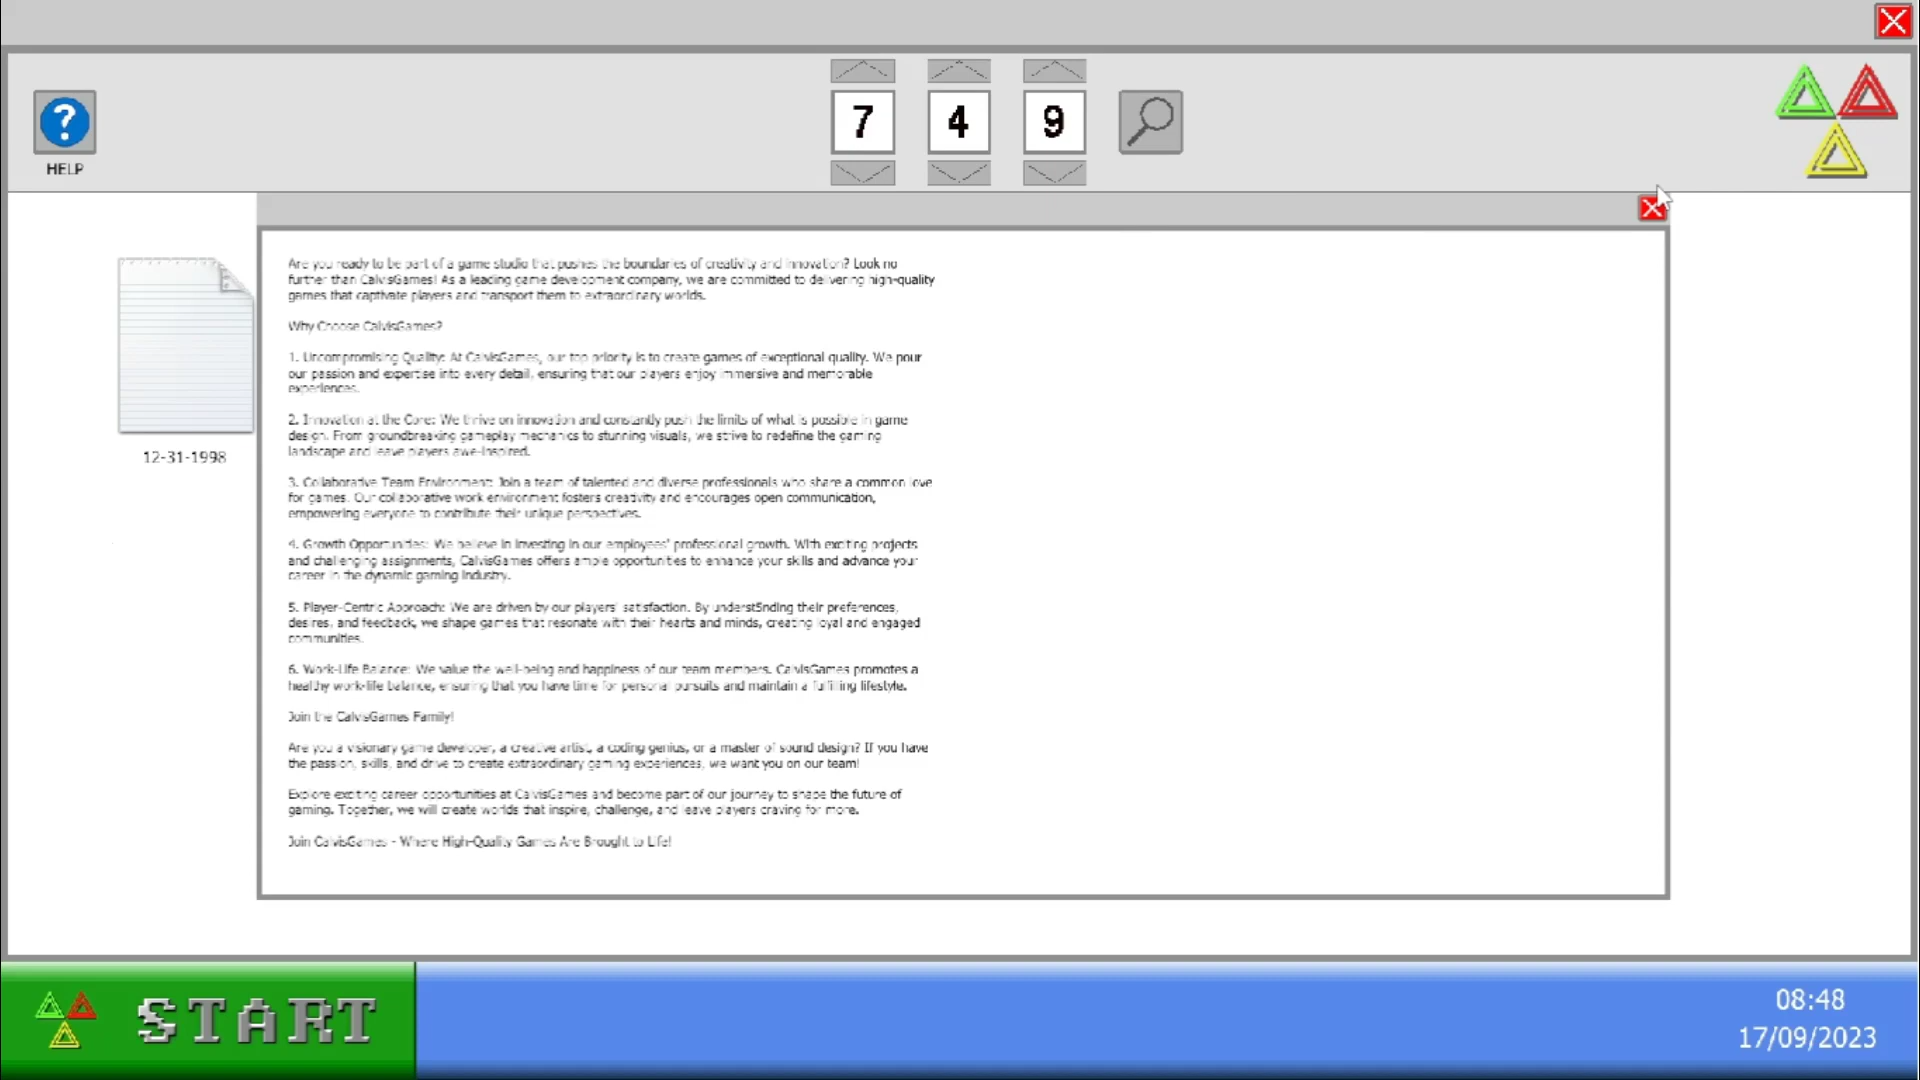 7 4 9
HELP
Are you ready to be part of a game studio that pushes the boundaries of creativity and innovation? Look no
further than CalvisGames! As a leading game development company, we are committed to delivering high-quality
games that captivate players and transport them to extraordinary worlds.
Why Choose CalvisGames?
1. Uncompromising Quality: At CalvisGames, our top priority is to create games of exceptional quality. We pour
our passion and expertise into every detail, ensuring that our players enjoy immersive and memorable
experiences.
12-31-1998
2. Innovation at the Core: We thrive on innovation and constantly push the limits of what is possible in game
design. From groundbreaking gameplay mechanics to stunning visuals, we strive to redefine the gaming
landscape and leave players awe-inspired.
3. Collaborative Team Environment: Join a team of talented and diverse professionals who share a common love
for games. Our collaborative work environment fosters creativity and encourages open communication,
empowering everyone to contribute their unique perspectives.
4. Growth Opportunities: We believe in investing in our employees' professional growth. With exciting projects
and challenging assignments, CalvisGames offers ample opportunities to enhance your skills and advance your
career in the dynamic gaming industry.
5. Player-Centric Approach: We are driven by our players' satisfaction. By underst5nding their preferences,
desires, and feedback, we shape games that resonate with their hearts and minds, creating loyal and engaged
communities.
6. Work-Life Balance: We value the well-being and happiness of our team members. CalvisGames promotes a
healthy work-life balance, ensuring that you have time for personal pursuits and maintain a fulfilling lifestyle.
Join the CalvisGames Family!
Are you a visionary game developer, a creative artist, a coding genius, or a master of sound design? If you have
the passion, skills, and drive to create extraordinary gaming experiences, we want you on our team!
Explore exciting career opportunities at CalvisGames and become part of our journey to shape the future of
gaming. Together, we will create worlds that inspire, challenge, and leave players craving for more.
Join CalvisGames - Where High-Quality Games Are Brought to Life!
START
08:48
17/09/2023